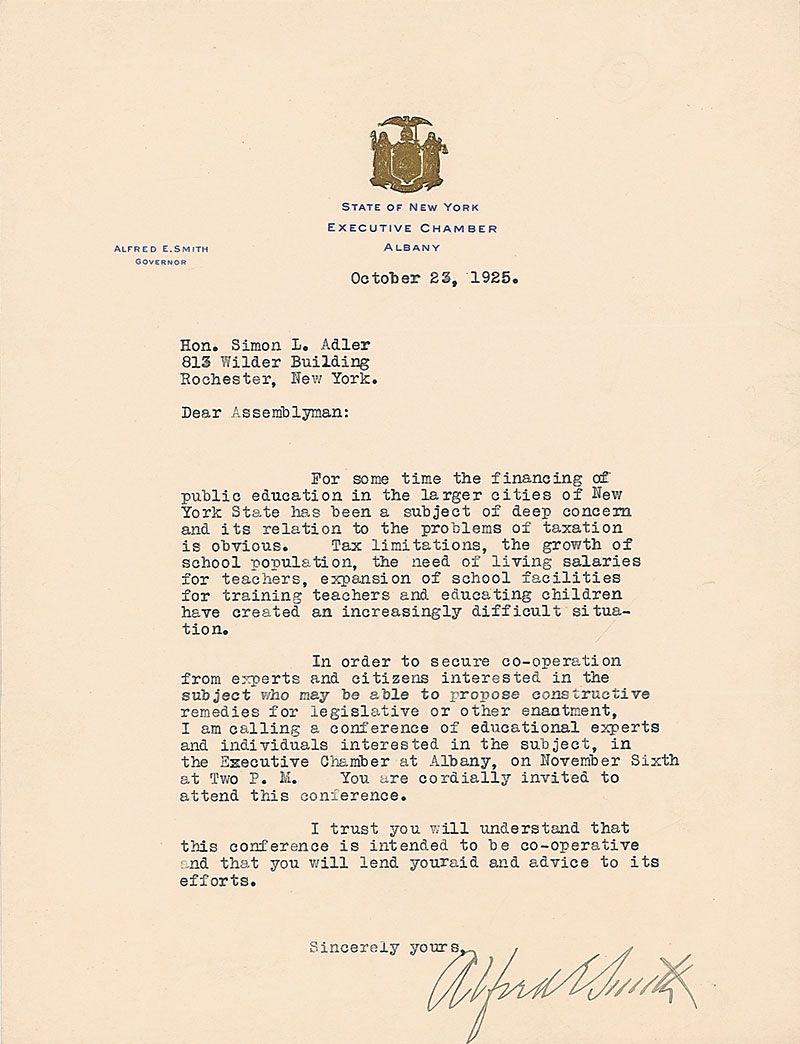 STATE OF NEW YORK
EXECUTIVE CHAMBER
ALBANY
ALFRED E. SMITH
GOVERNOR
October 23, 1925.
Hon. Simon L. Adler
813 Wilder Building
Rochester, New York.
Dear Assemblyman:
For some time the financing of
public education in the larger cities of New
York State has been a subject of deep concern
and its relation to the problems of taxation
is obvious. Tax limitations, the growth of
school population, the need of living salaries
for teachers, expansion of school facilities
for training teachers and educating children
have created an increasingly difficult situa-
tion.
In order to secure co-operation
from experts and citizens interested in the
subject who may be able to propose constructive
remedies for legislative or other enactment,
I am calling a conference of educational experts
and individuals interested in the subject, in
the Executive Chamber at Albany, on November Sixth
at Two P. M. You are cordially invited to
attend this conference.
I trust you will understand that
this conference is intended to be co-operative
and that you will lend youraid and advice to its
efforts.
Sincerely yours,
Alfred E Smith